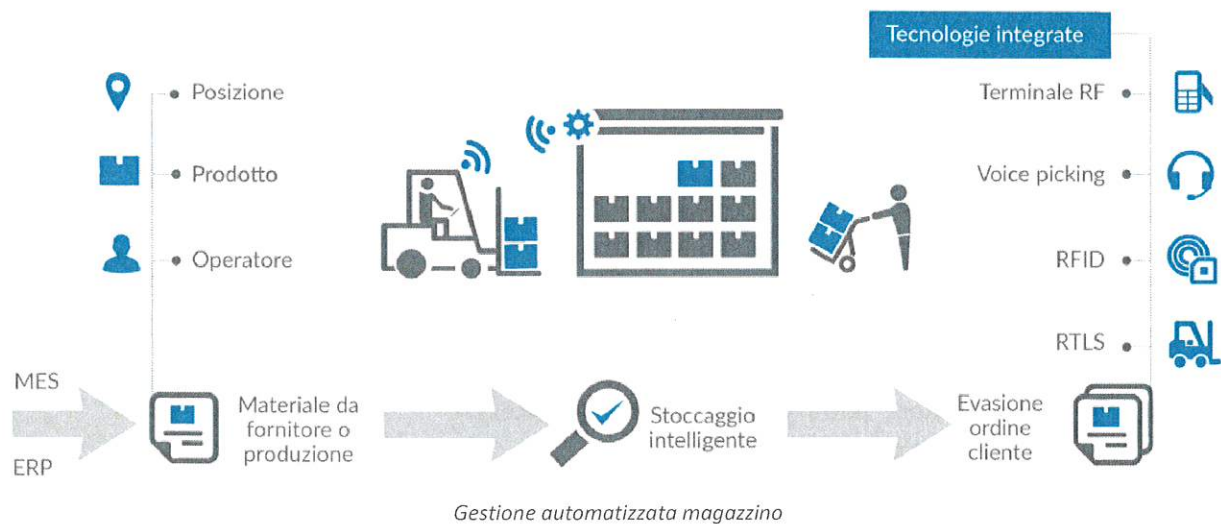 Tecnologie integrate
Posizione
Prodotto
Operatore
Terminale RF
Voice picking
RFID
RTLS
MES
ERP
Materiale da
fornitore o
produzione
Stoccaggio
intelligente
Evasione
ordine
cliente
Gestione automatizzata magazzino